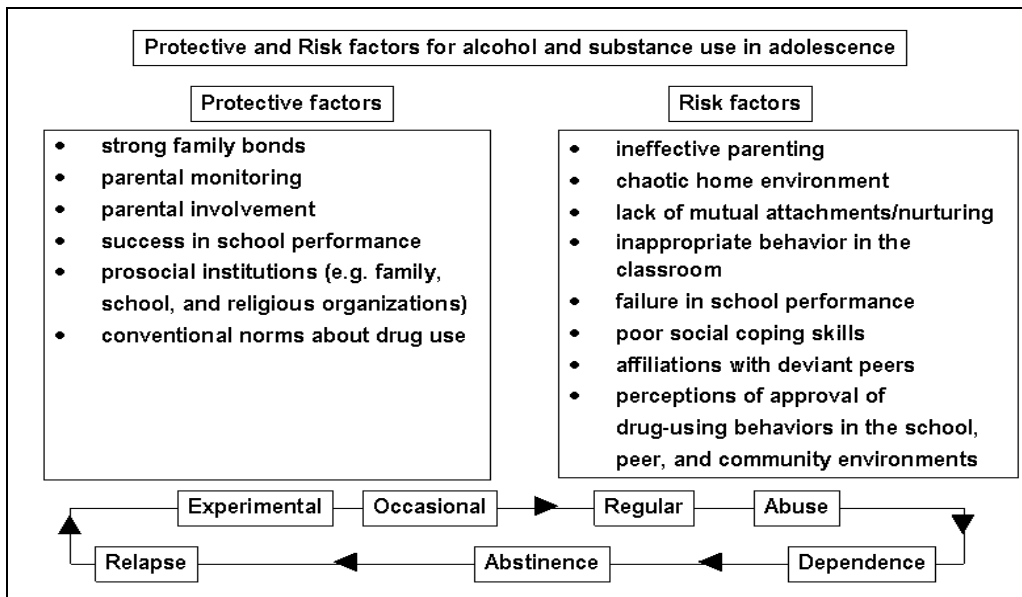 Protective and Risk factors for alcohol and substance use in adolescence
Protective factors
• strong family bonds
• parental monitoring
• parental involvement
• success in school performance
• prosocial institutions (e.g. family,
school, and religious organizations)
• conventional norms about drug use
Risk factors
• ineffective parenting
• chaotic home environment
• lack of mutual attachments/nurturing
• inappropriate behavior in the
classroom
• failure in school performance
• poor social coping skills
• affiliations with deviant peers
• perceptions of approval of
drug-using behaviors in the school,
peer, and community environments
Experimental
Occasional
Regular
Abuse
Relapse
Abstinence
Dependence